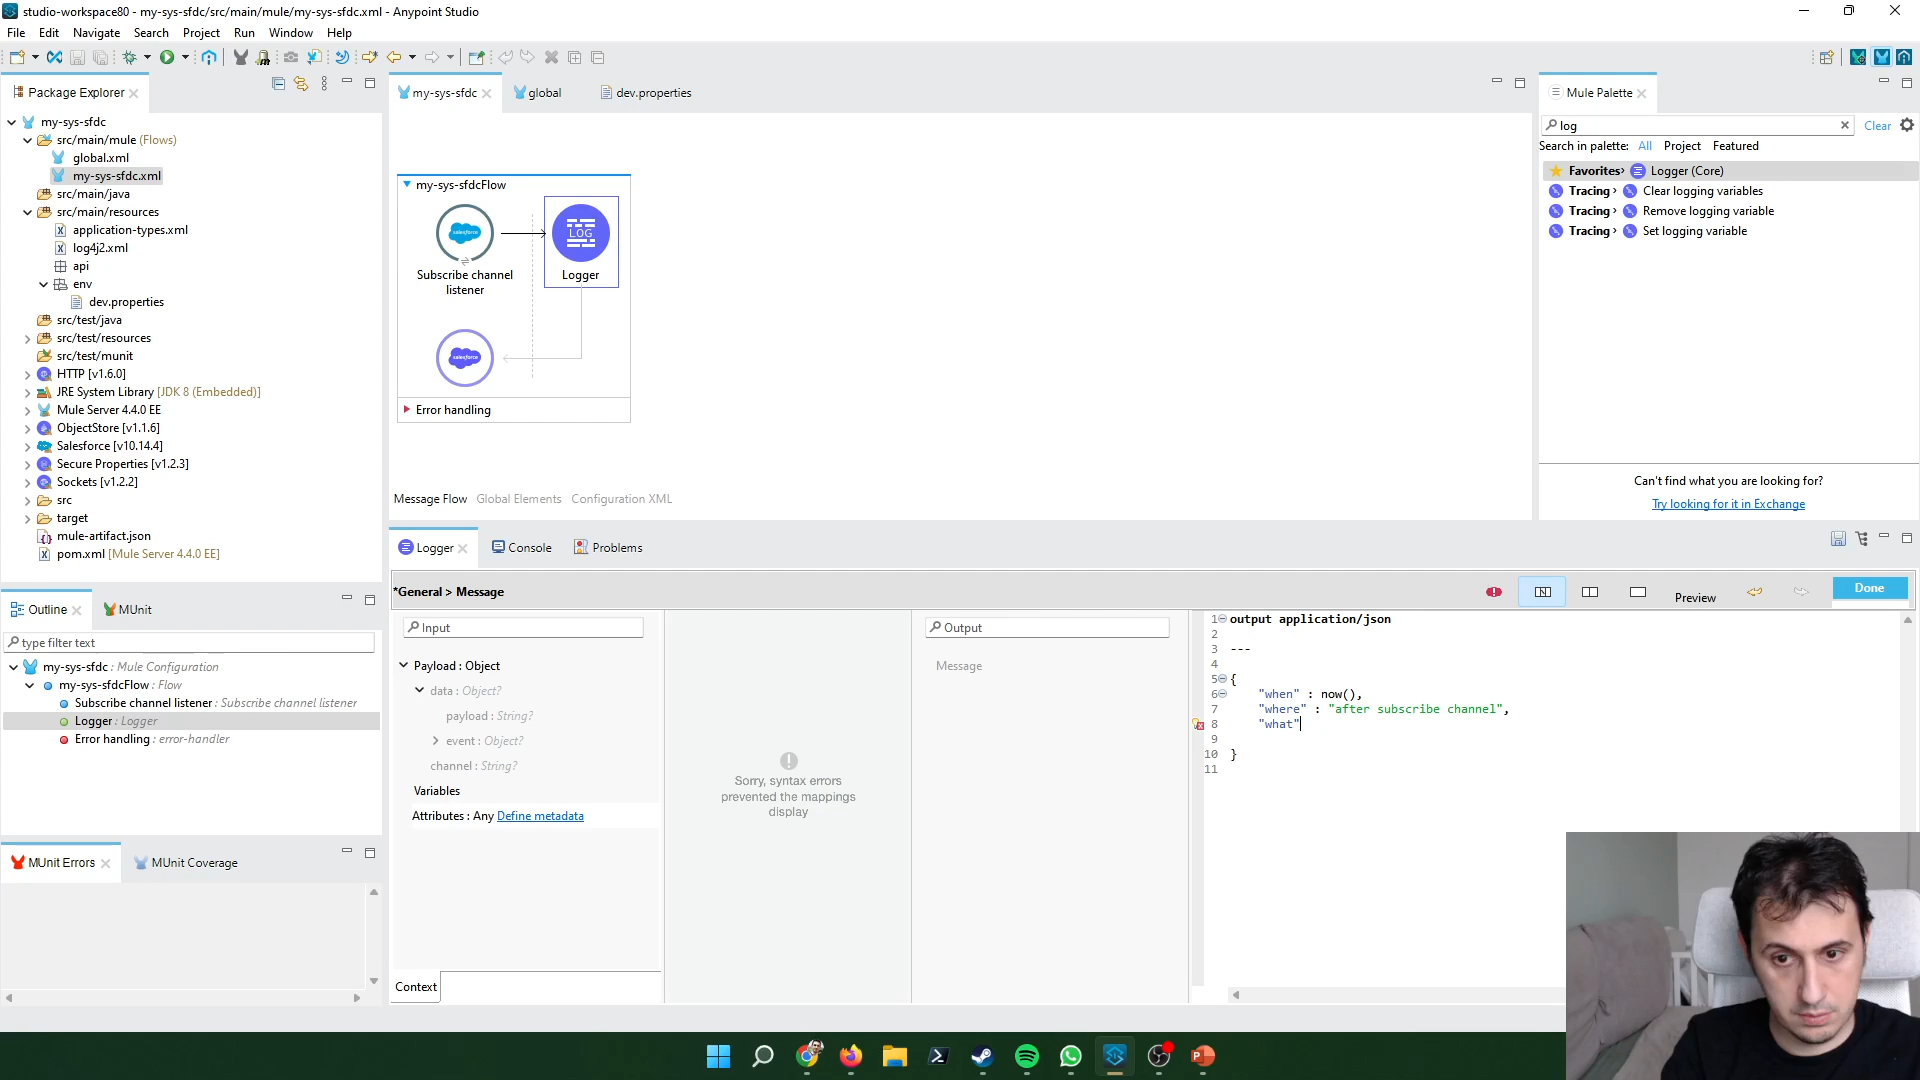 studio-workspace80 - my-sys-sfdc/src/main/mule/my-sys-sfdc.xml - Anypoint Studio
File Edit Navigate Search Project Run Window Help
Package Explorer
my-sys-sfdc
src/main/mule (Flows)
global.xml
my-sys-sfdc.xml
src/main/java
src/main/resources
application-types.xml
log4j2.xml
api
env
dev.properties
src/test/java
src/test/resources
src/test/munit
HTTP [v1.6.0]
JRE System Library [JDK 8 (Embedded)]
Mule Server 4.4.0 EE
ObjectStore [v1.1.6]
Salesforce [v10.14.4]
Secure Properties [v1.2.3]
Sockets [v1.2.2]
src
target
mule-artifact.json
pom.xml [Mule Server 4.4.0 EE]
Outline MUnit
type filter text
my-sys-sfdc : Mule Configuration
my-sys-sfdcFlow : Flow
Subscribe channel listener : Subscribe channel listener
Logger : Logger
Error handling : error-handler
MUnit Errors MUnit Coverage
my-sys-sfdc global dev.properties
my-sys-sfdcFlow
salesforce
LOG
Subscribe channel
listener
Logger
salesforce
Error handling
Message Flow Global Elements Configuration XML
Mule Palette
log
Clear
Search in palette: All Project Featured
Favorites› Logger (Core)
Tracing› Clear logging variables
Tracing› Remove logging variable
Tracing› Set logging variable
Can't find what you are looking for?
Try looking for it in Exchange
Logger Console Problems
*General > Message
Preview
Done
Input
Payload : Object
data : Object?
payload : String?
event : Object?
channel : String?
Variables
Attributes : Any Define metadata
Context
Sorry, syntax errors
prevented the mappings
display
Output
Message
1 output application/json
2
3 ---
4
5 {
6 "when" : now(),
7 "where" : "after subscribe channel",
8 "what"
9
10 }
11